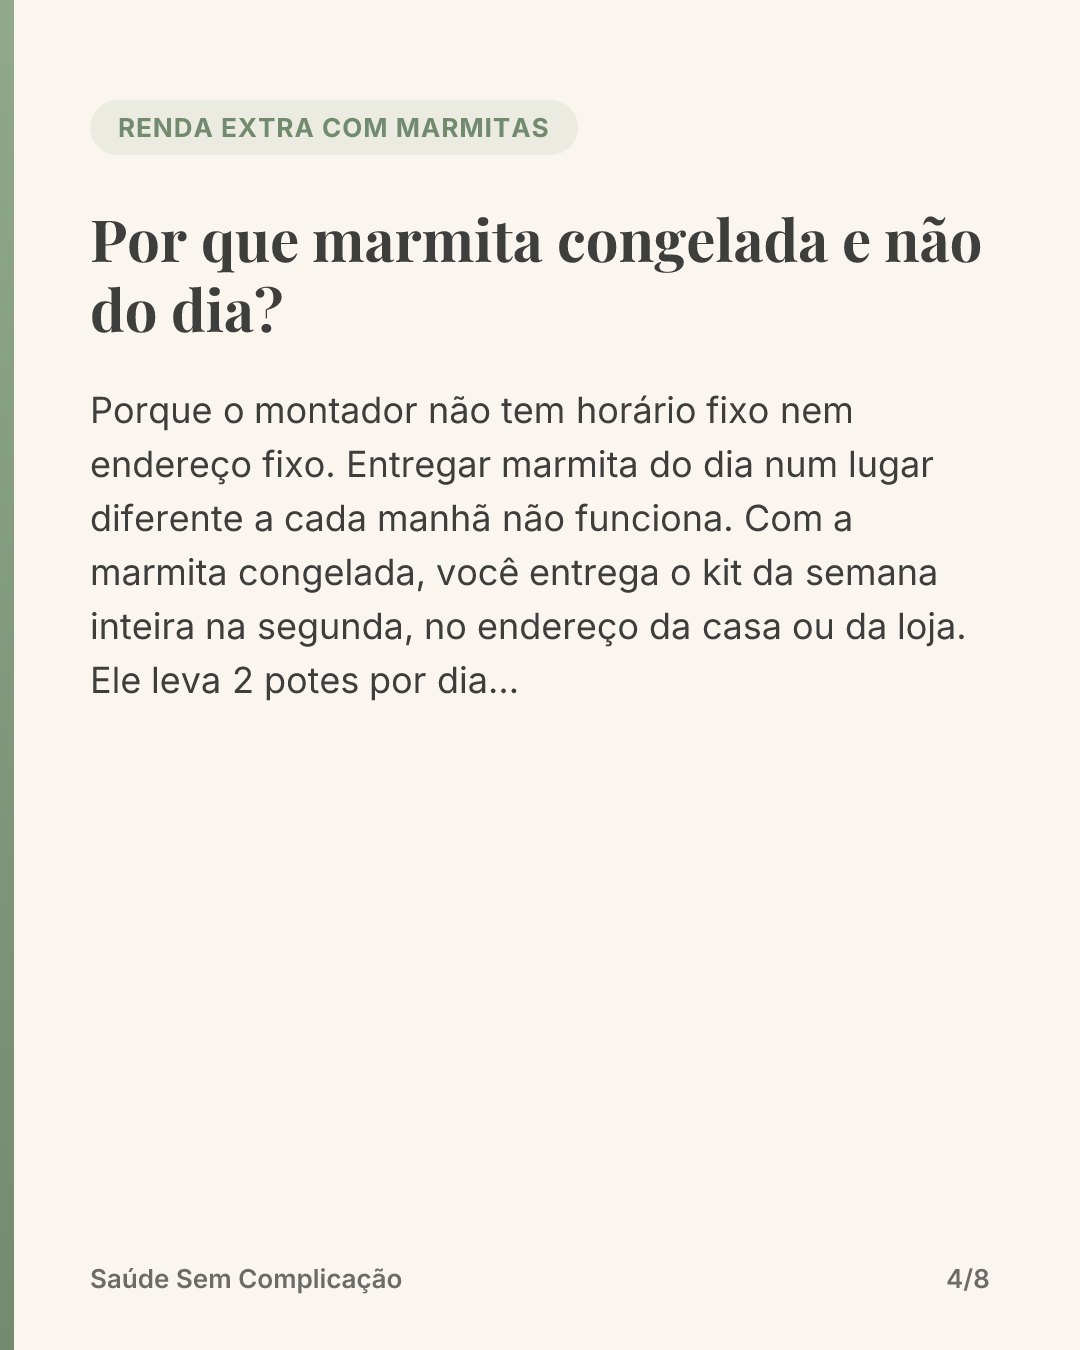 RENDA EXTRA COM MARMITAS
Por que marmita congelada e não
do dia?
Porque o montador não tem horário fixo nem
endereço fixo. Entregar marmita do dia num lugar
diferente a cada manhã não funciona. Com a
marmita congelada, você entrega o kit da semana
inteira na segunda, no endereço da casa ou da loja.
Ele leva 2 potes por dia...
Saúde Sem Complicação
4/8